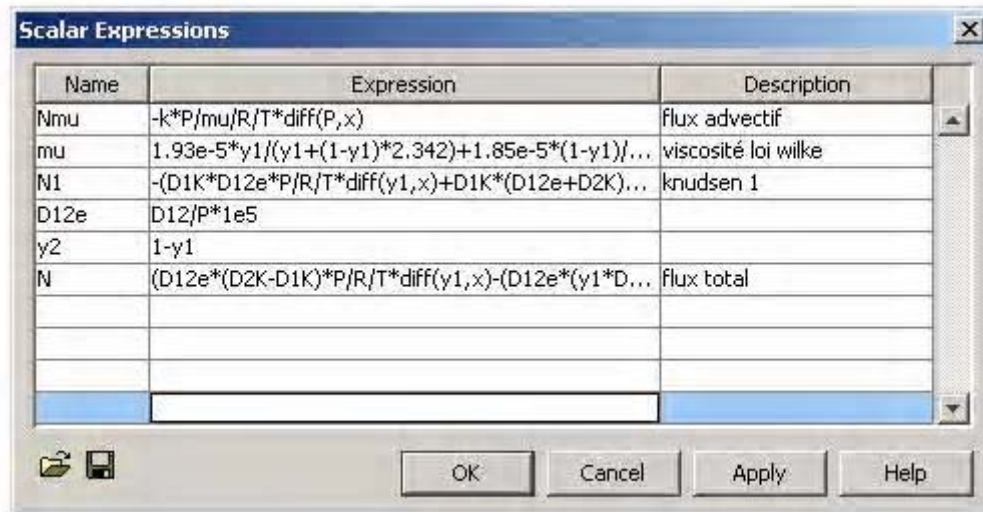 Scalar Expressions
Name Expression Description
Nmu -k*P/mu/R/T*diff(P,x) flux advectif
mu 1.93e-5*y1/(y1+(1-y1)*2.342)+1.85e-5*(1-y1)/... viscosité loi wilke
N1 -(D1K*D12e*P/R/T*diff(y1,x)+D1K*(D12e+D2K)... knudsen 1
D12e D12/P*1e5
y2 1-y1
N (D12e*(D2K-D1K)*P/R/T*diff(y1,x)-(D12e*(y1*D... flux total
OK Cancel Apply Help